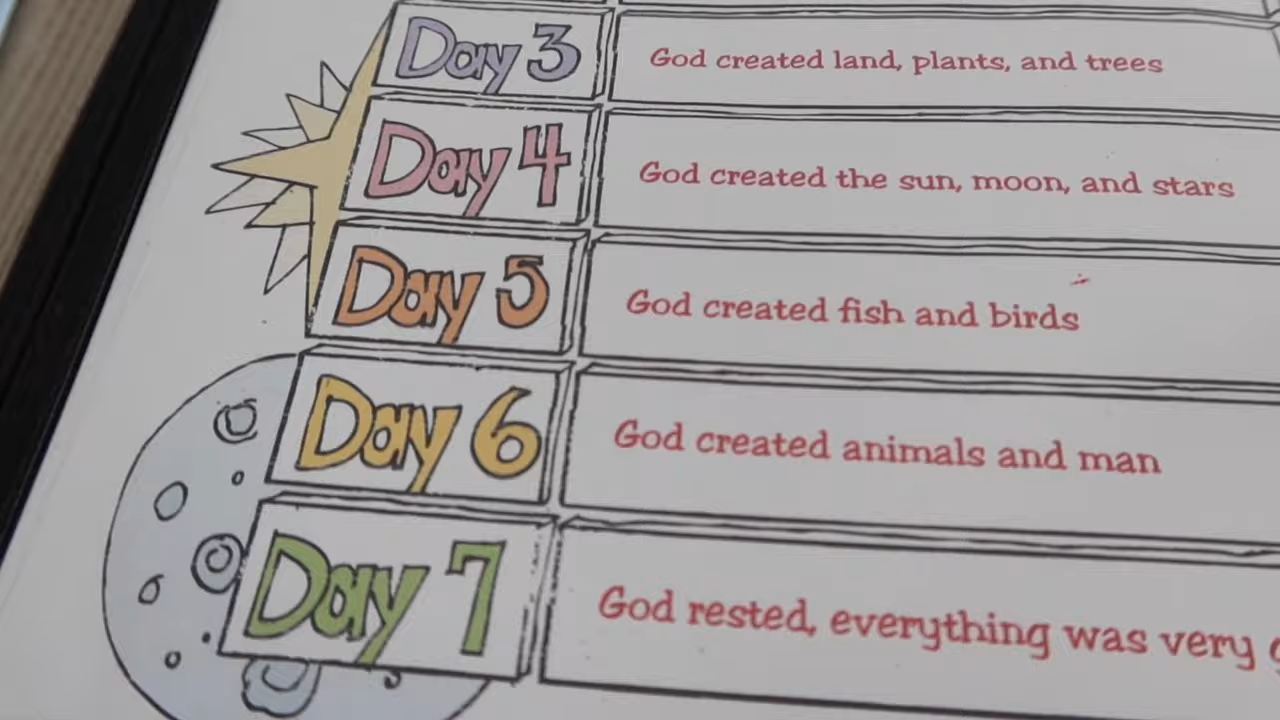 Day 3 God created land, plants, and trees
Day 4 God created the sun, moon, and stars
Day 5 God created fish and birds
Day 6 God created animals and man
Day 7 God rested, everything was very